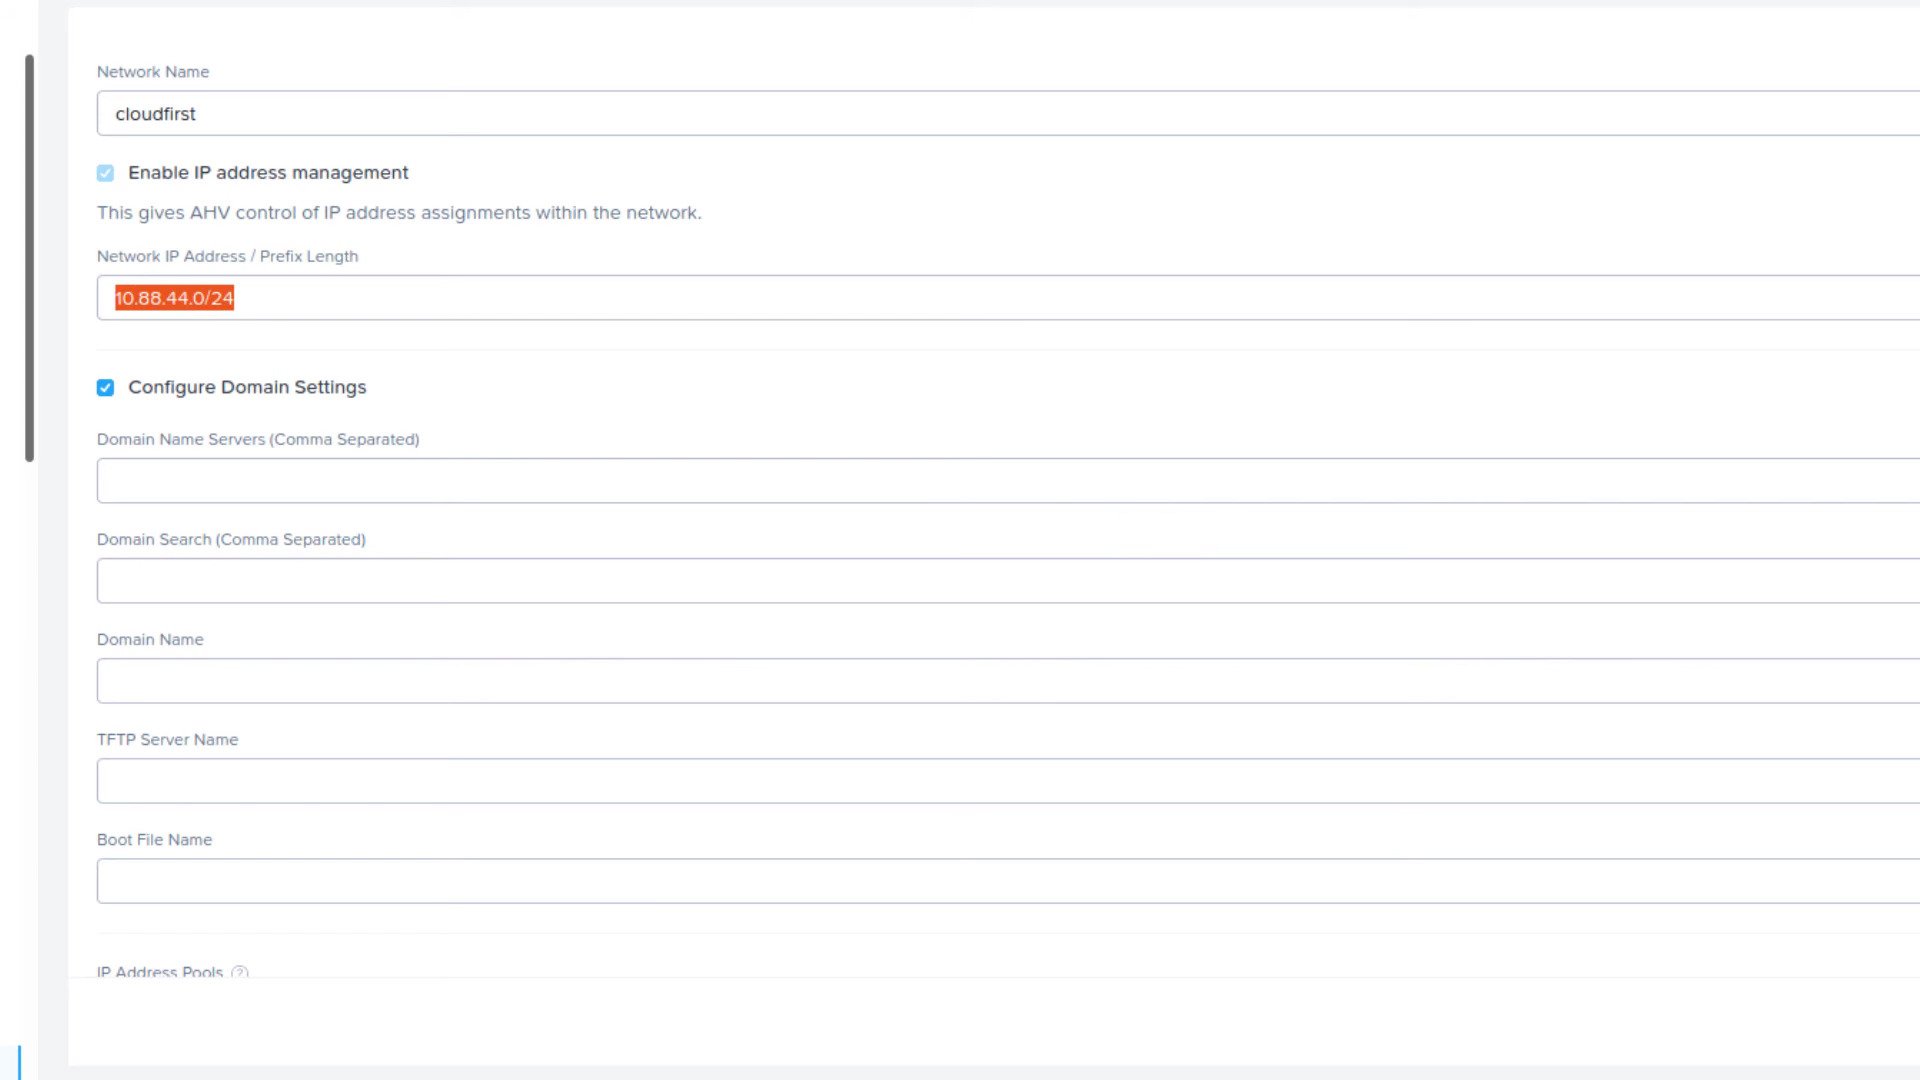 Network Name
cloudfirst
Enable IP address management
This gives AHV control of IP address assignments within the network.
Network IP Address / Prefix Length
10.88.44.0/24
Configure Domain Settings
Domain Name Servers (Comma Separated)
Domain Search (Comma Separated)
Domain Name
TFTP Server Name
Boot File Name
IP Address Pools ?